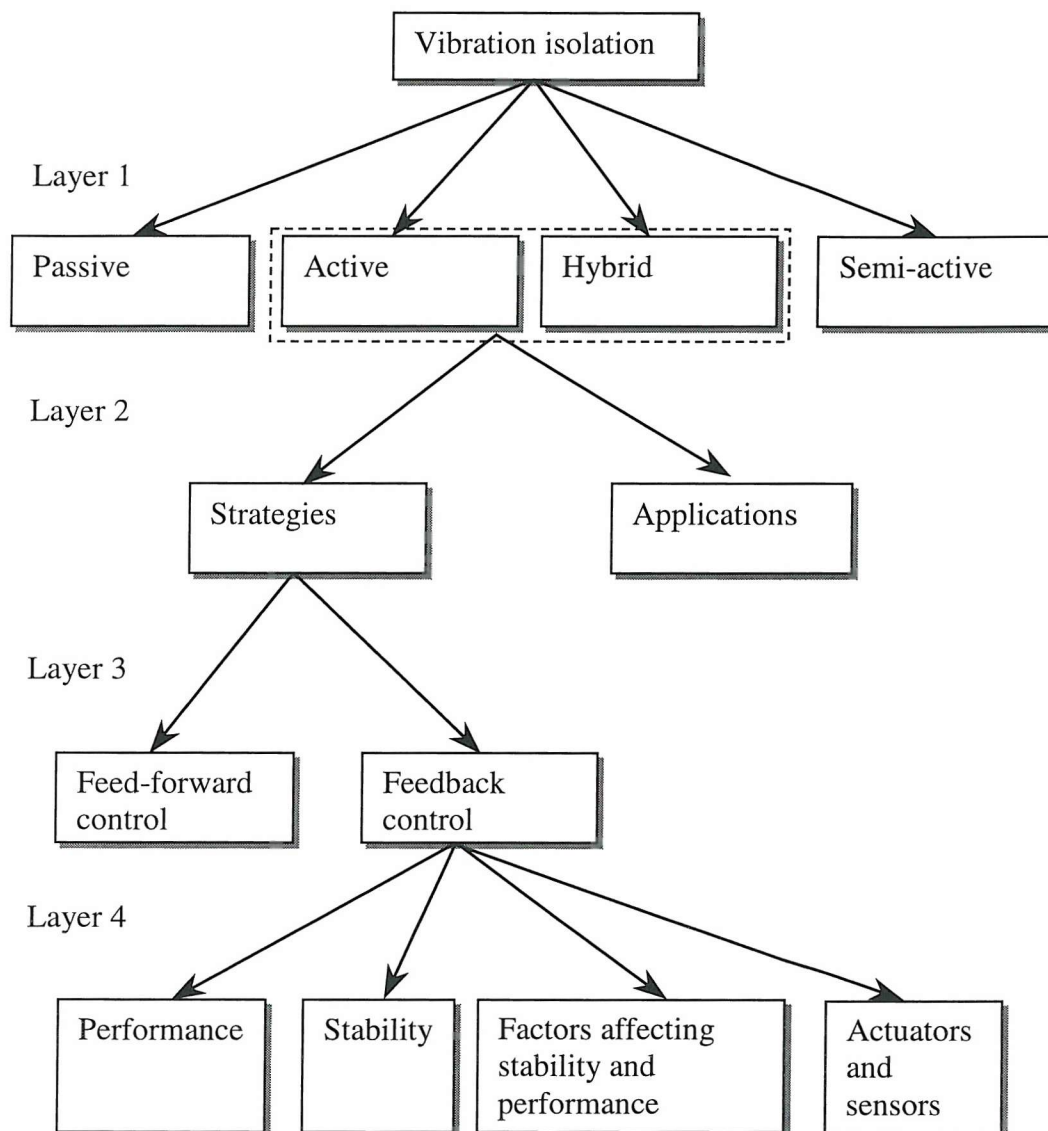 Vibration isolation
Layer 1
Passive
Active
Hybrid
Semi-active
Layer 2
Strategies
Applications
Layer 3
Feed-forward
control
Feedback
control
Layer 4
Performance
Stability
Factors affecting
stability and
performance
Actuators
and
sensors